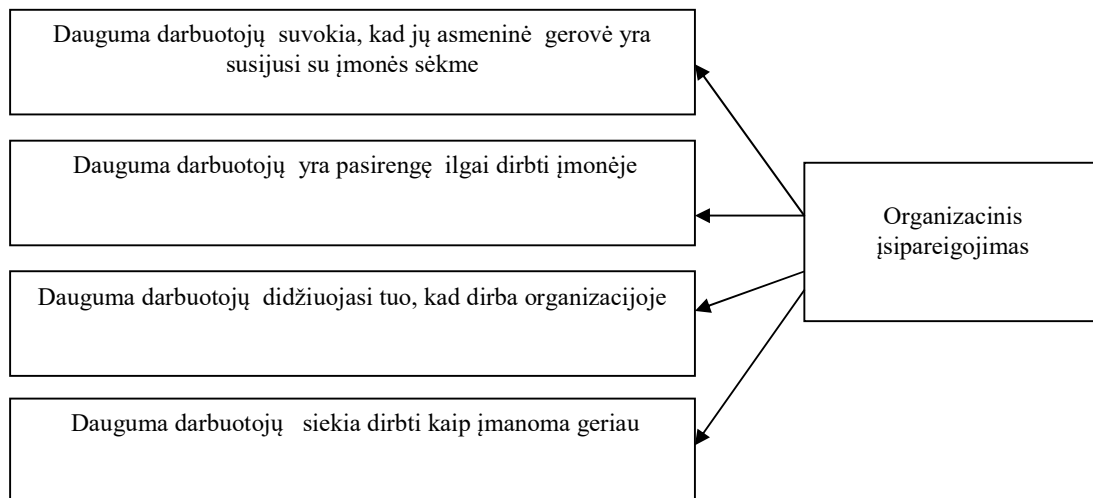 Dauguma darbuotojų suvokia, kad jų asmeninė gerovė yra
susijusi su įmonės sėkme
Dauguma darbuotojų yra pasirengę ilgai dirbti įmonėje
Organizacinis
įsipareigojimas
Dauguma darbuotojų didžiuojasi tuo, kad dirba organizacijoje
Dauguma darbuotojų siekia dirbti kaip įmanoma geriau